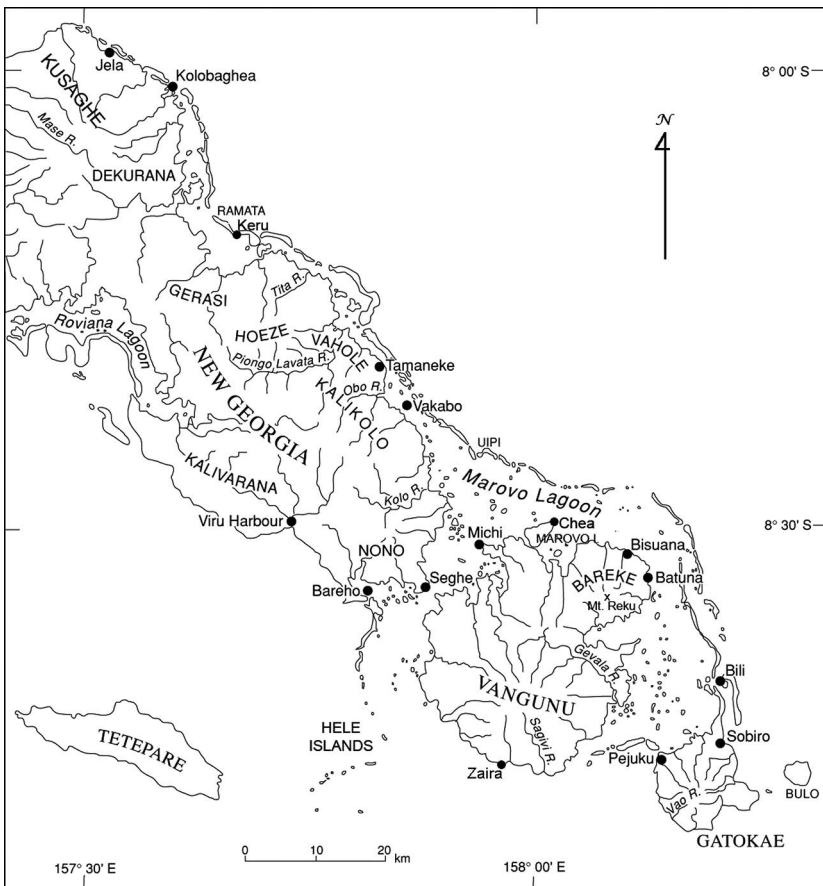 Jela
Kolobaghea
8° 00' S
KUSAGHE
N
Mase R.
DEKURANA
RAMATA
Keru
GERASI
Tita R.
Roviana Lagoon
HOEZE
VAHOLE
Piongo Lavata R.
Tamaneke
NEW GEORGIA
KALIKOLO
Obo R.
Vakabo
UIPI
KALIVARANA
Marovo Lagoon
Kolo R.
Viru Harbour
Chea
8° 30' S
Michi
MAROVO I.
NONO
Bisuana
BAREKE
Batuna
Bareho
Seghe
Mt. Reku
Gevala R.
Bili
VANGUNU
HELE
ISLANDS
Sagivi R.
TETEPARE
Sobiro
Pejuku
Zaira
BULO
Vao R.
GATOKAE
0 10 20
km
157° 30' E
158° 00' E